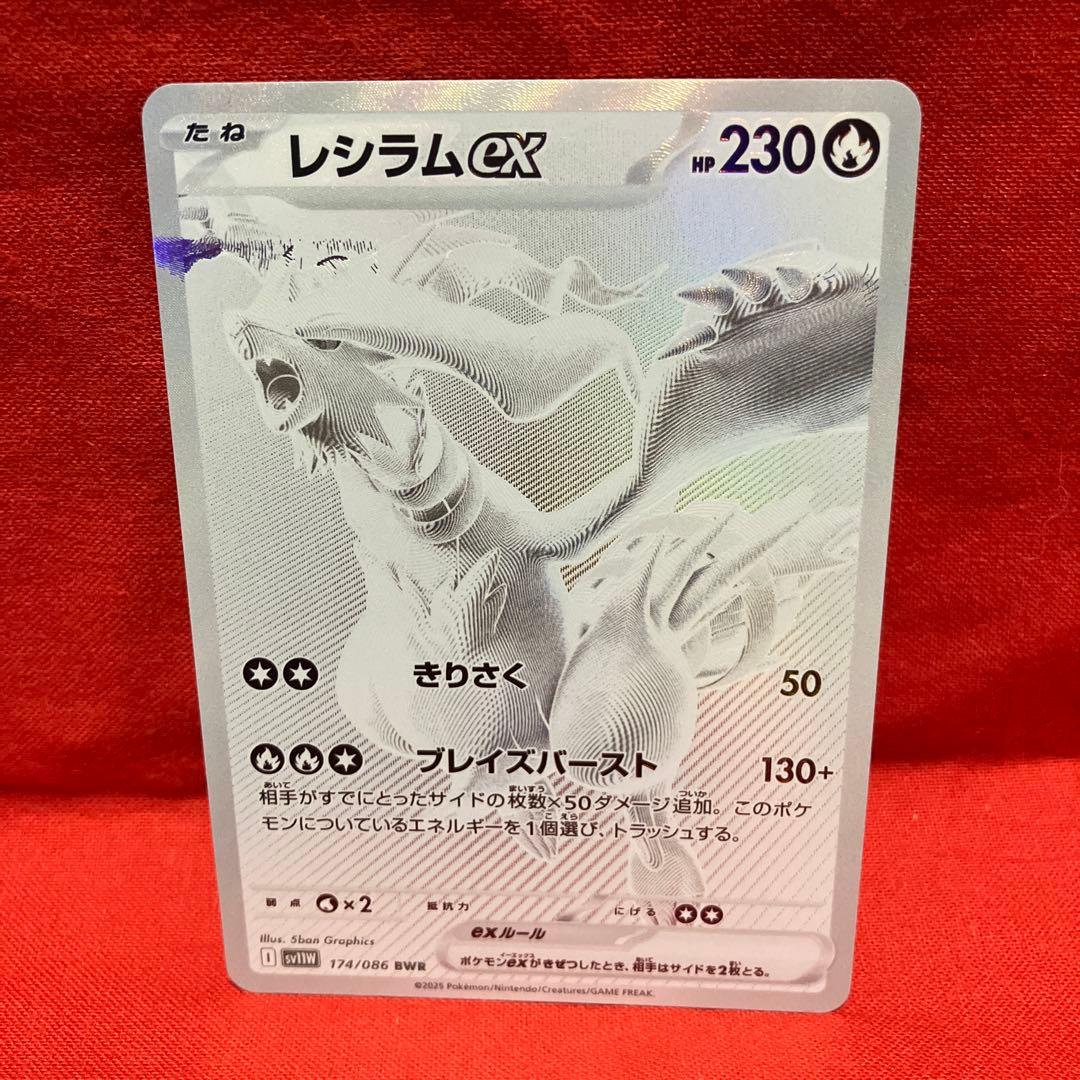 たね レシラムex HP 230
きりさく 50
ブレイズバースト 130+
相手がすでにとったサイドの枚数×50ダメージ追加。このポケ
モンについているエネルギーを1個選び、トラッシュする。
弱点 ×2 抵抗力 にげる
Illus. 5ban Graphics
exルール
ポケモンexがきぜつしたとき、相手はサイドを2枚とる。
I sv11W 174/086 BWR
©2025 Pokémon/Nintendo/Creatures/GAME FREAK.